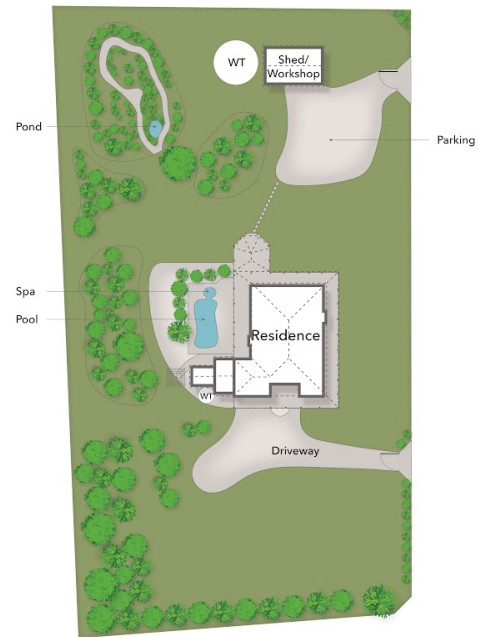 WT
Shed/
Workshop
Pond
Parking
Spa
Pool
Residence
WT
Driveway